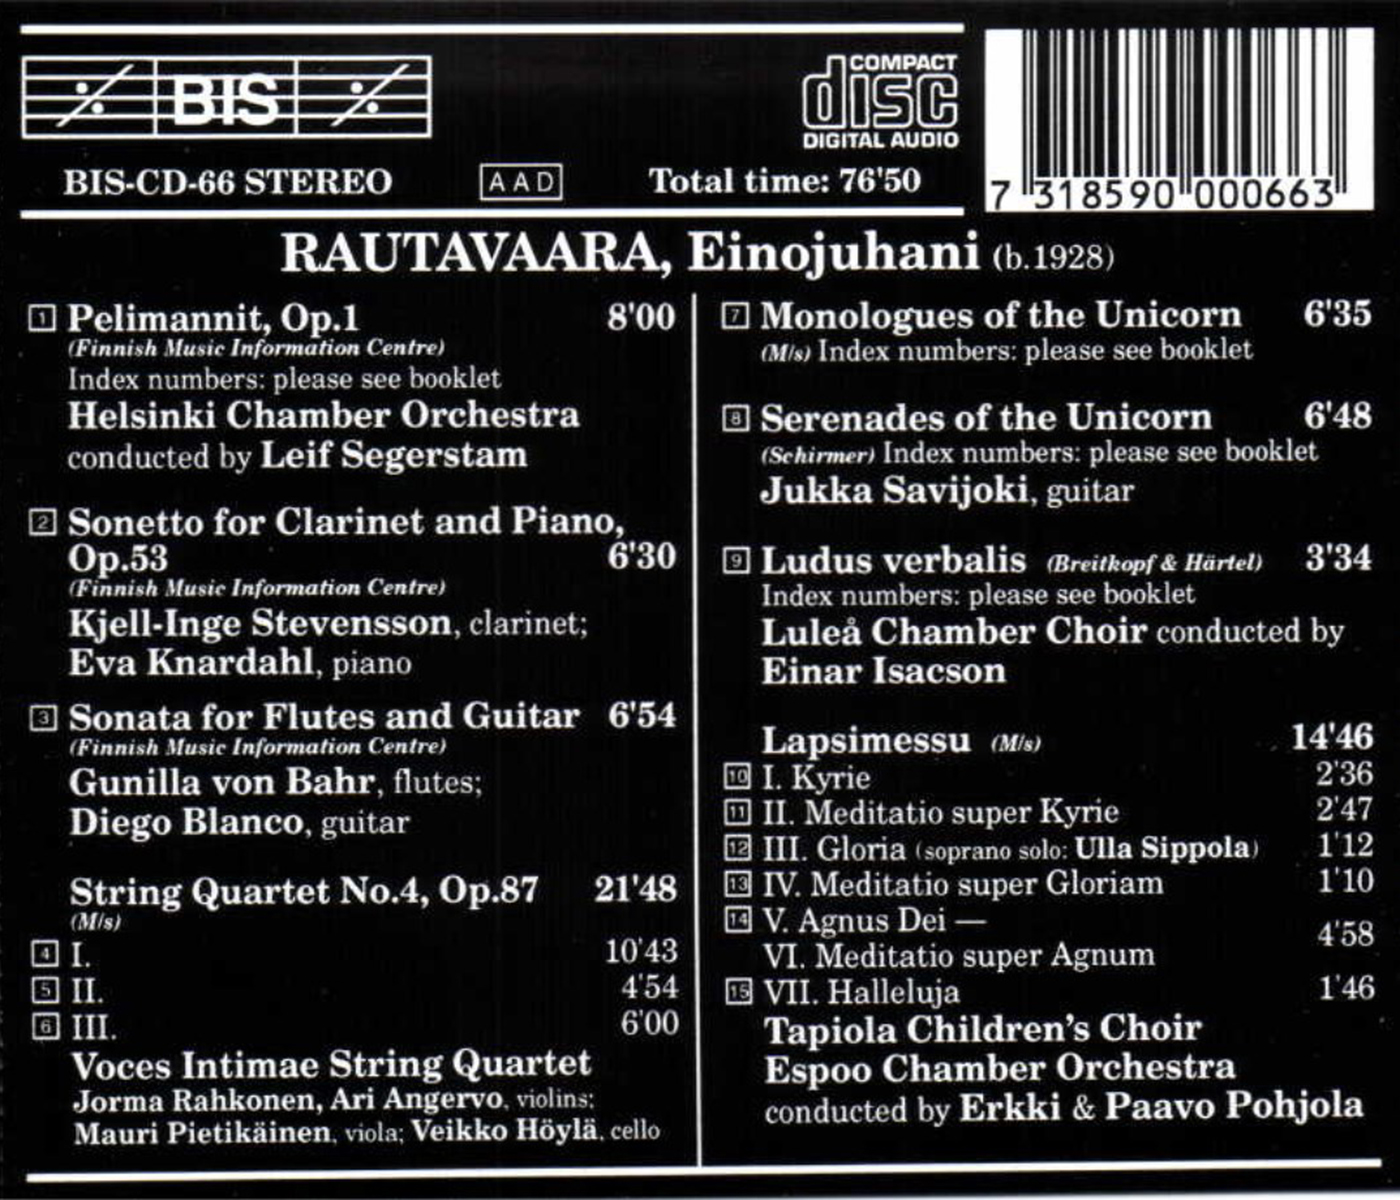 BIS
COMPACT
disc
DIGITAL AUDIO
BIS-CD-66 STEREO
AAD
Total time: 76'50
7 318590 000663
RAUTAVAARA, Einojuhani (b.1928)
1 Pelimannit, Op.1 8'00
(Finnish Music Information Centre)
Index numbers: please see booklet
Helsinki Chamber Orchestra
conducted by Leif Segerstam
2 Sonetto for Clarinet and Piano,
Op.53 6'30
(Finnish Music Information Centre)
Kjell-Inge Stevensson, clarinet;
Eva Knardahl, piano
3 Sonata for Flutes and Guitar 6'54
(Finnish Music Information Centre)
Gunilla von Bahr, flutes;
Diego Blanco, guitar
String Quartet No.4, Op.87 21'48
(M/s)
4 I. 10'43
5 II. 4'54
6 III. 6'00
Voces Intimae String Quartet
Jorma Rahkonen, Ari Angervo, violins;
Mauri Pietikäinen, viola; Veikko Höylä, cello
7 Monologues of the Unicorn 6'35
(M/s) Index numbers: please see booklet
8 Serenades of the Unicorn 6'48
(Schirmer) Index numbers: please see booklet
Jukka Savijoki, guitar
9 Ludus verbalis (Breitkopf & Härtel) 3'34
Index numbers: please see booklet
Luleå Chamber Choir conducted by
Einar Isacson
Lapsimessu (M/s) 14'46
10 I. Kyrie 2'36
11 II. Meditatio super Kyrie 2'47
12 III. Gloria (soprano solo: Ulla Sippola) 1'12
13 IV. Meditatio super Gloriam 1'10
14 V. Agnus Dei —
VI. Meditatio super Agnum 4'58
15 VII. Halleluja 1'46
Tapiola Children's Choir
Espoo Chamber Orchestra
conducted by Erkki & Paavo Pohjola